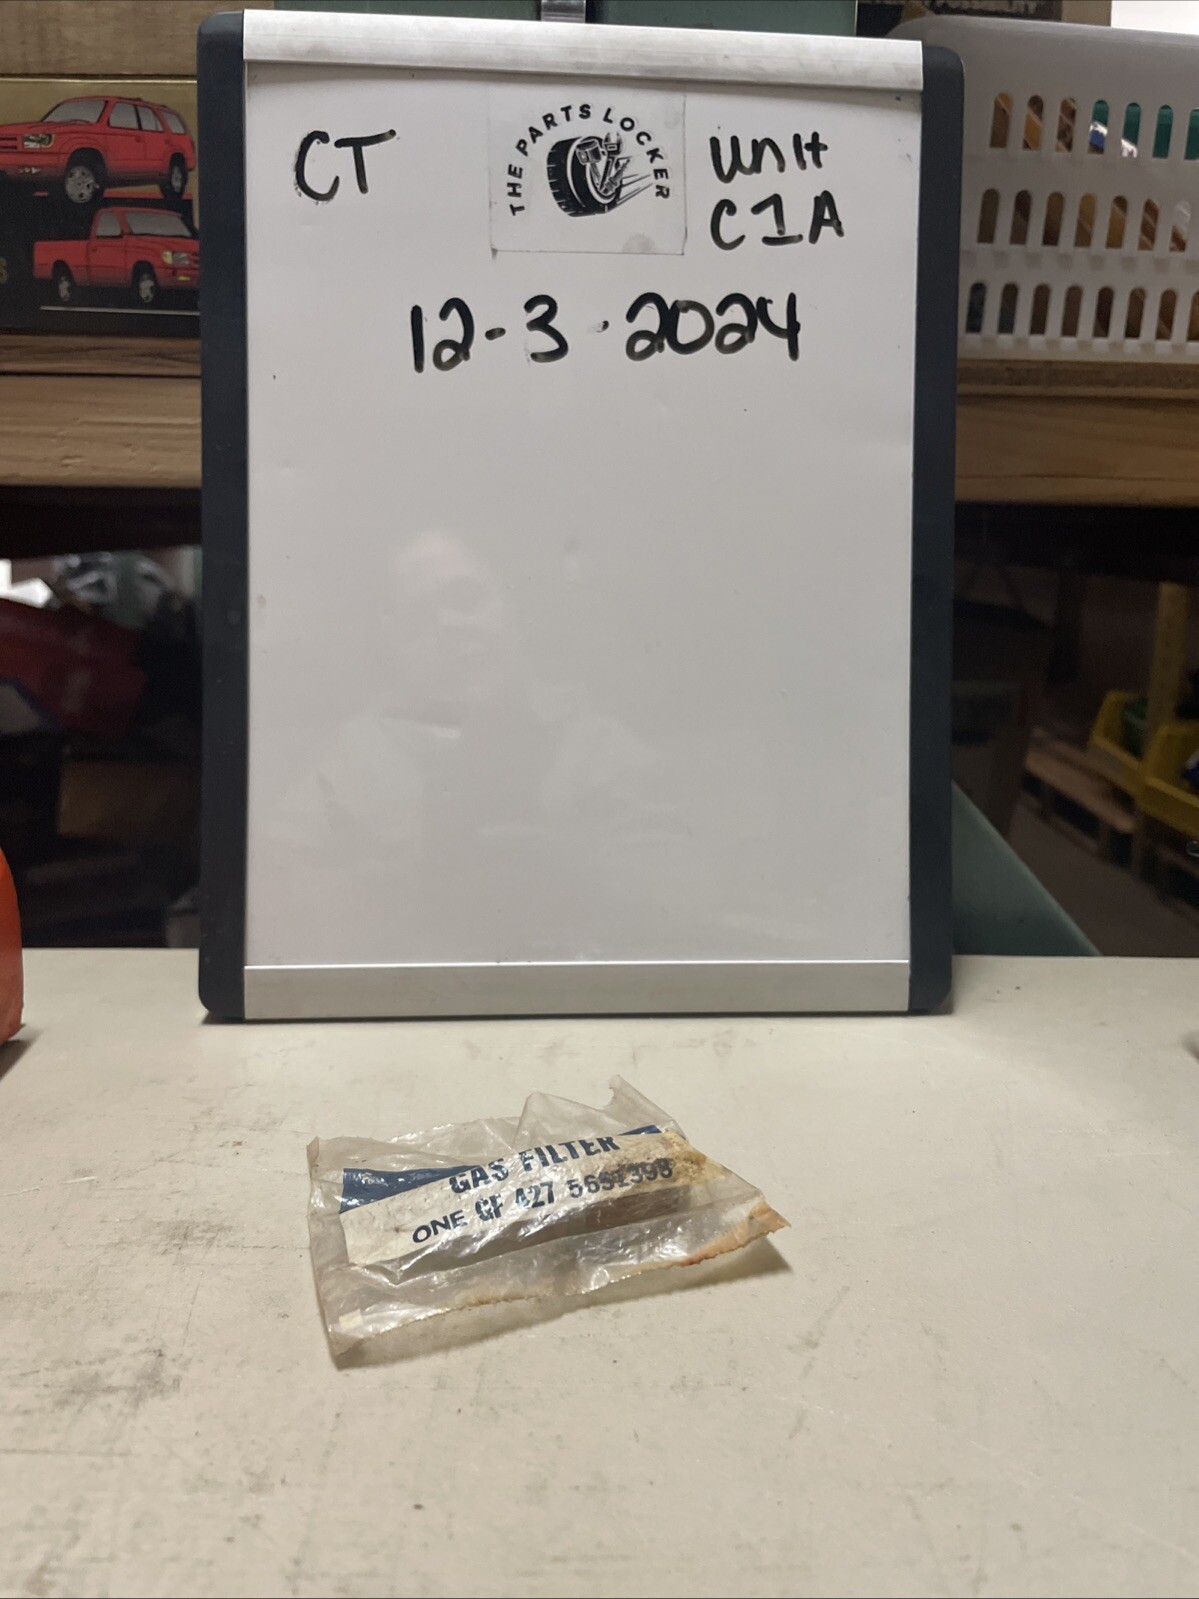 CT
THE PARTS LOCKER
Unit
C1A
12-3-2024
GAS FILTER
ONE GF 427 5651398